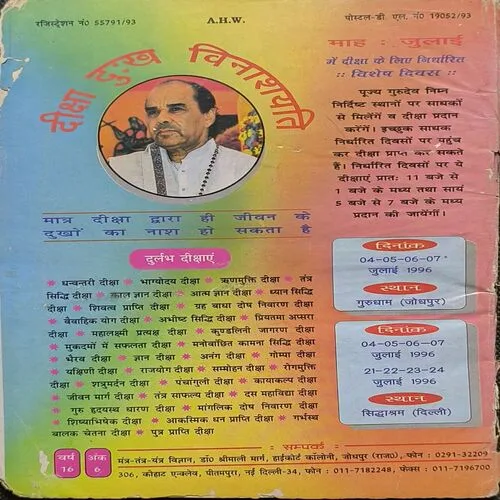 रजिस्ट्रेशन नं0 55791/93
A.H.W.
पोस्टल-डी. एल. नं0 19052/93
दीक्षा दुःख विनाशयति
मात्र दीक्षा द्वारा ही जीवन के
दुखों का नाश हो सकता है
दुर्लभ दीक्षाएं
* धन्वन्तरी दीक्षा * भाग्योदय दीक्षा * ऋणमुक्ति दीक्षा * तंत्र
सिद्धि दीक्षा * काल ज्ञान दीक्षा * आत्म ज्ञान दीक्षा * ध्यान सिद्धि
दीक्षा * शिवत्व प्राप्ति दीक्षा * ग्रह बाधा दोष निवारण दीक्षा
* वैवाहिक योग दीक्षा * अभीष्ट सिद्धि दीक्षा * प्रियतमा अप्सरा
दीक्षा * महालक्ष्मी प्रत्यक्ष दीक्षा * कुण्डलिनी जागरण दीक्षा
* मुकदमों में सफलता दीक्षा * मनोवांछित कामना सिद्धि दीक्षा
* भैरव दीक्षा * ज्ञान दीक्षा * अनंग दीक्षा * गोम्पा दीक्षा
* यक्षिणी दीक्षा * राजयोग दीक्षा * सम्मोहन दीक्षा * रोगमुक्ति
दीक्षा * शत्रुमर्दन दीक्षा * पंचांगुली दीक्षा * कायाकल्प दीक्षा
* जीवन मार्ग दीक्षा * तंत्र साफल्य दीक्षा * दस महाविद्या दीक्षा
* गुरु हृदयस्थ धारण दीक्षा * मांगलिक दोष निवारण दीक्षा
* शिष्याभिषेक दीक्षा * आकस्मिक धन प्राप्ति दीक्षा * गर्भस्थ
बालक चेतना दीक्षा * पुत्र प्राप्ति दीक्षा
माह : जुलाई
में दीक्षा के लिए निर्धारित
:: विशेष दिवस ::
पूज्य गुरुदेव निम्न
निर्दिष्ट स्थानों पर साधकों
से मिलेंगे व दीक्षा प्रदान
करेंगे। इच्छुक साधक
निर्धारित दिवसों पर पहुंच
कर दीक्षा प्राप्त कर सकते
हैं। निर्धारित दिवसों पर ये
दीक्षाएं प्रातः 11 बजे से
1 बजे के मध्य तथा सायं
5 बजे से 7 बजे के मध्य
प्रदान की जायेंगी।
दिनांक
04-05-06-07
जुलाई 1996
स्थान
गुरुधाम (जोधपुर)
दिनांक
04-05-06-07
जुलाई 1996
21-22-23-24
जुलाई 1996
स्थान
सिद्धाश्रम (दिल्ली)
:: सम्पर्क ::
वर्ष 16
अंक 6
मंत्र-तंत्र-यंत्र विज्ञान, डॉ0 श्रीमाली मार्ग, हाईकोर्ट कॉलोनी, जोधपुर (राज0), फोन : 0291-32209
306, कोहाट एन्क्लेव, पीतमपुरा, नई दिल्ली-34, फोन : 011-7182248, फेक्स : 011-7196700